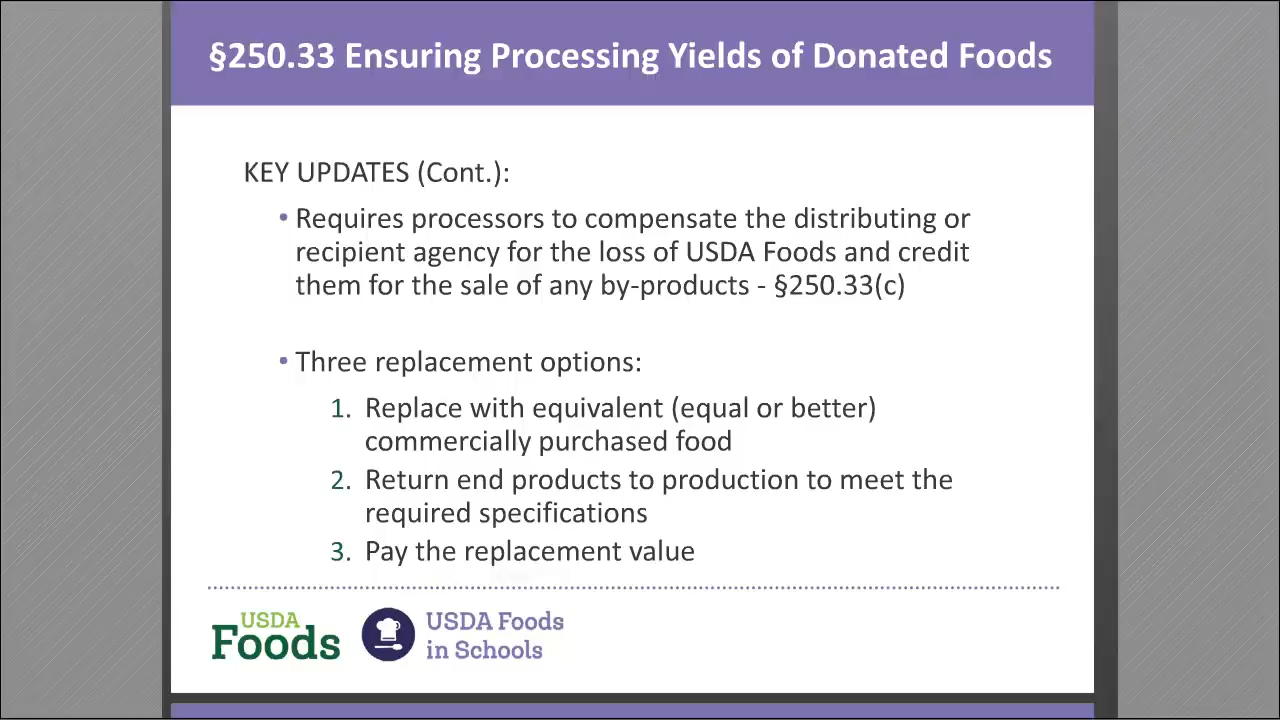 §250.33 Ensuring Processing Yields of Donated Foods
KEY UPDATES (Cont.):
• Requires processors to compensate the distributing or
recipient agency for the loss of USDA Foods and credit
them for the sale of any by-products - §250.33(c)
• Three replacement options:
1. Replace with equivalent (equal or better)
commercially purchased food
2. Return end products to production to meet the
required specifications
3. Pay the replacement value
USDA
Foods
USDA Foods
in Schools